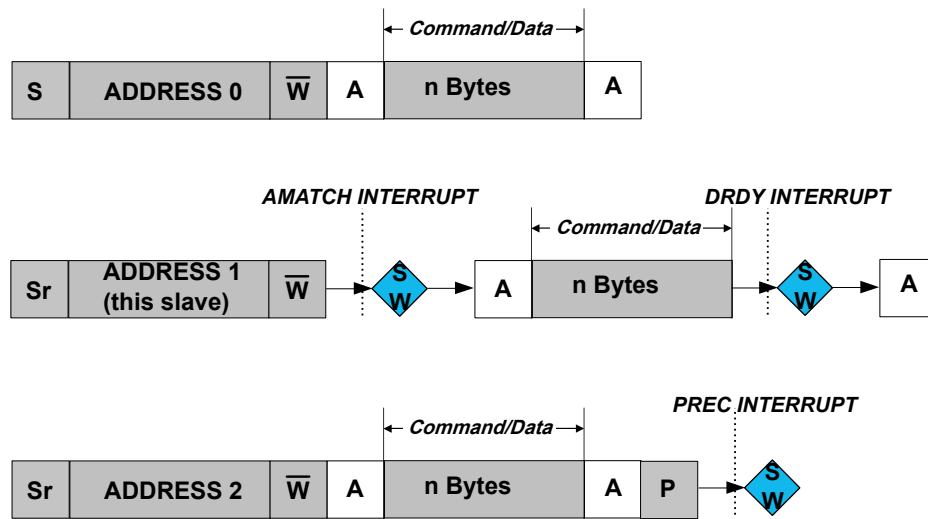 Command/Data
S ADDRESS 0 W̅ A n Bytes A
AMATCH INTERRUPT DRDY INTERRUPT
Command/Data
Sr ADDRESS 1 (this slave) W̅ S W A n Bytes S W A
PREC INTERRUPT
Command/Data
Sr ADDRESS 2 W̅ A n Bytes A P S W